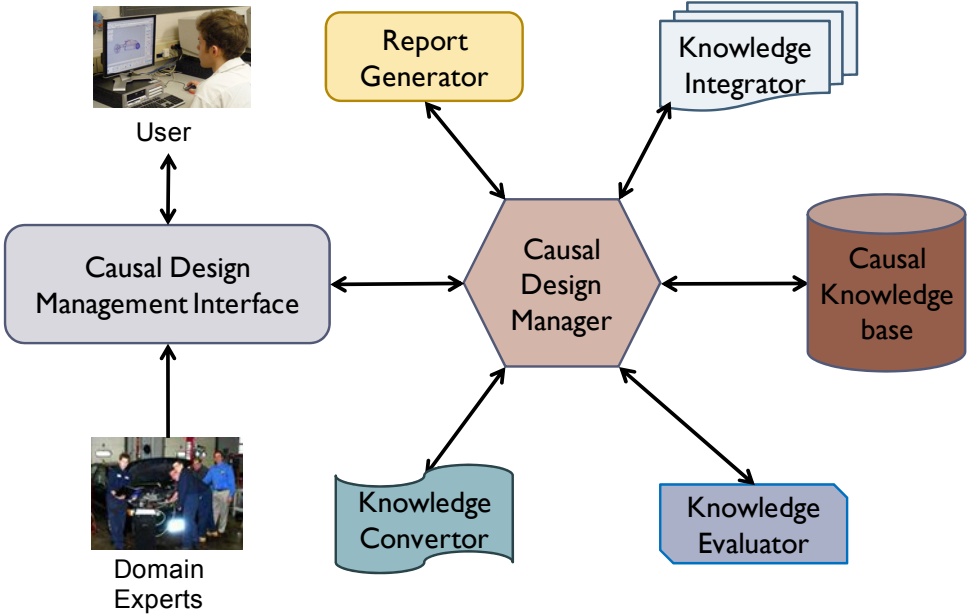 User
Report
Generator
Knowledge
Integrator
Causal Design
Management Interface
Causal
Design
Manager
Causal
Knowledge
base
Knowledge
Convertor
Knowledge
Evaluator
Domain
Experts